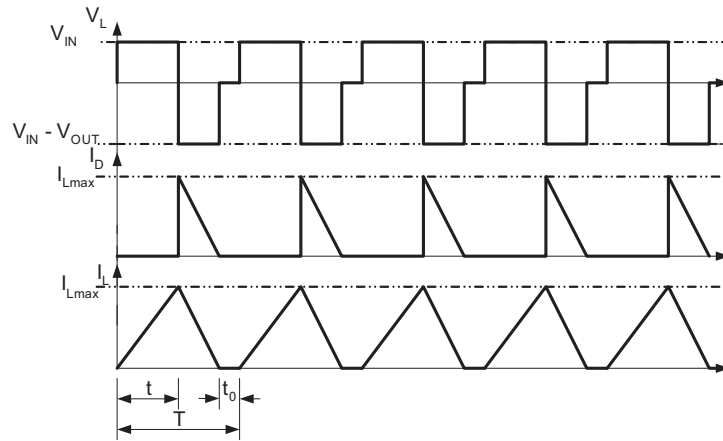 V_L
V_IN
V_IN - V_OUT
I_D
I_Lmax
I_L
I_Lmax
t
t_0
T